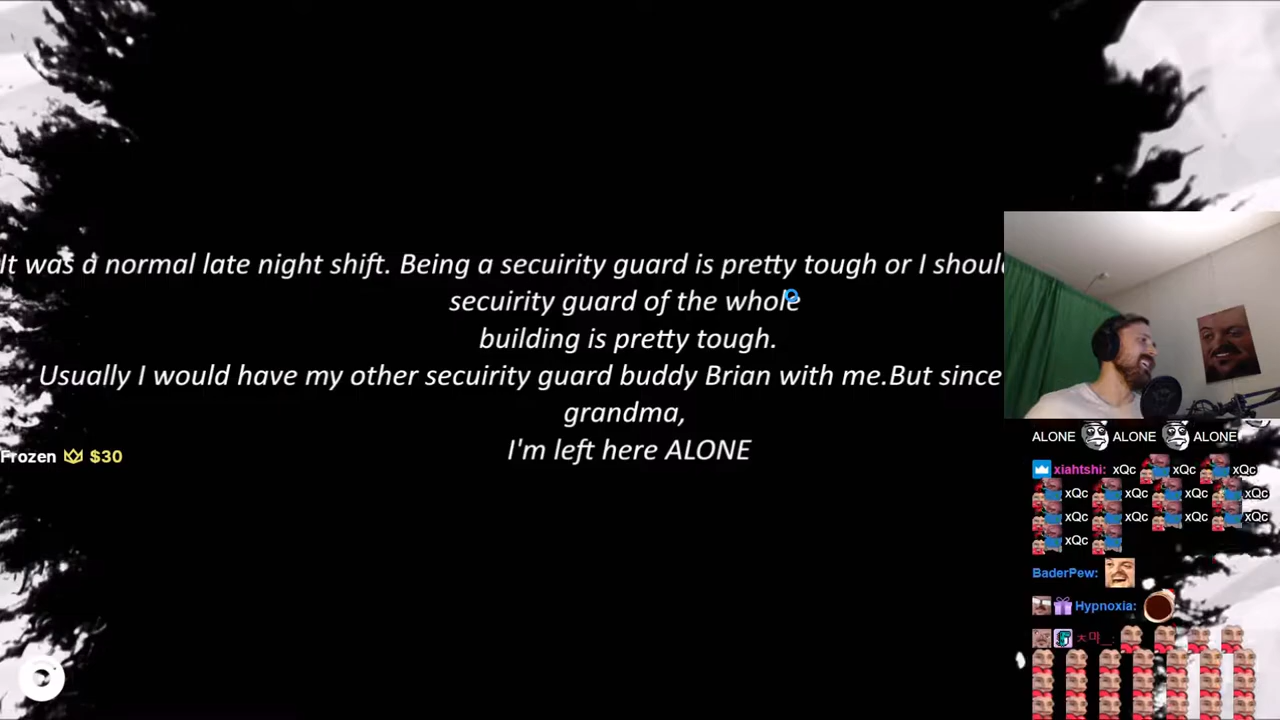 It was a normal late night shift. Being a secuirity guard is pretty tough or I should
secuirity guard of the whole
building is pretty tough.
Usually I would have my other secuirity guard buddy Brian with me.But since
grandma,
I'm left here ALONE
Frozen $30
ALONE ALONE ALONE
xiahtshi: xQc xQc xQc
xQc xQc xQc xQc
xQc xQc xQc xQc
xQc
BaderPew:
Hypnoxia: